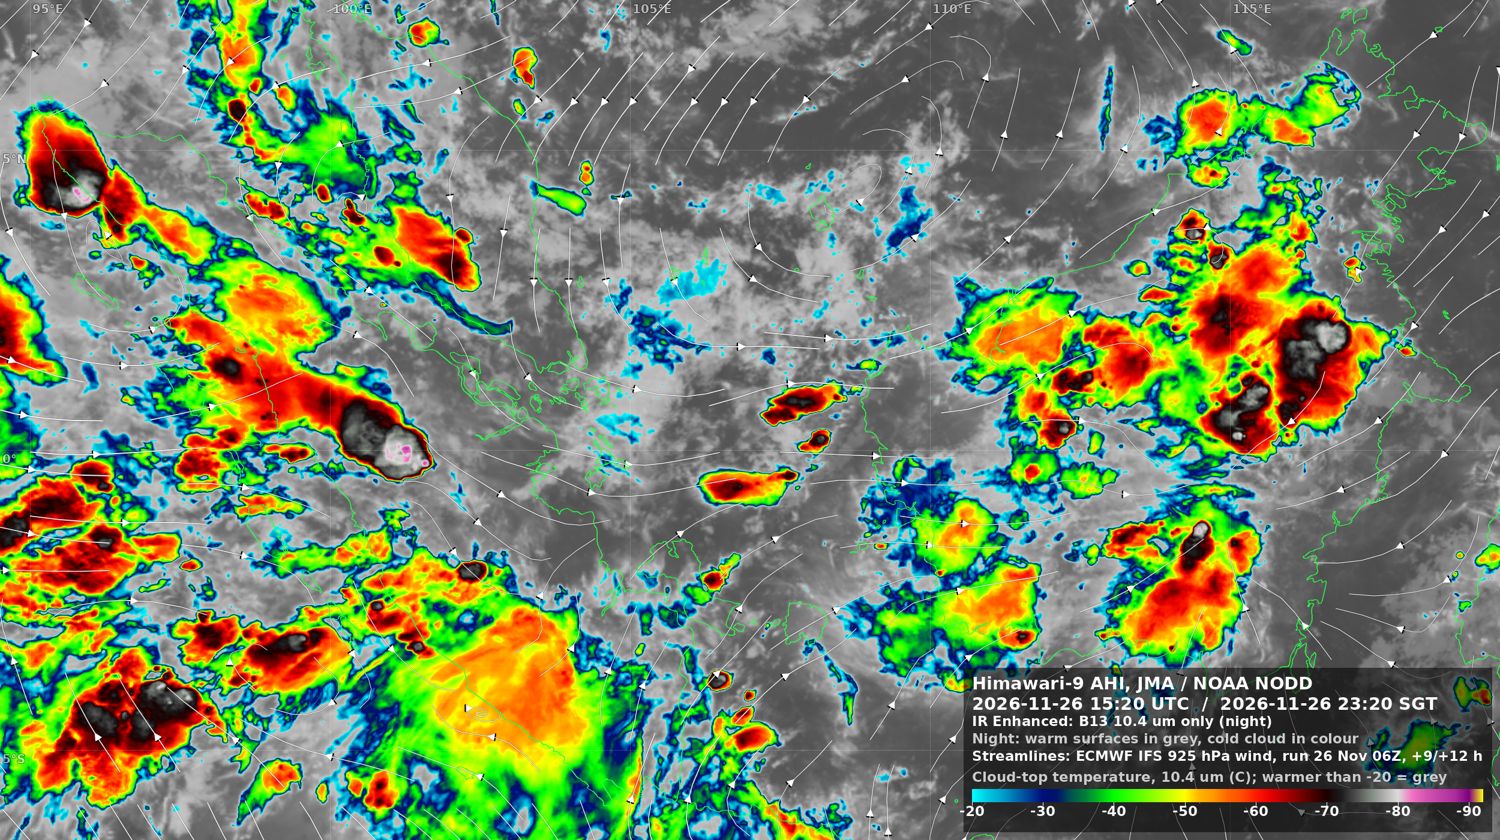 95°E 100°E 105°E 110°E 115°E
5°N
0°
5°S
Himawari-9 AHI, JMA / NOAA NODD
2026-11-26 15:20 UTC / 2026-11-26 23:20 SGT
IR Enhanced: B13 10.4 um only (night)
Night: warm surfaces in grey, cold cloud in colour
Streamlines: ECMWF IFS 925 hPa wind, run 26 Nov 06Z, +9/+12 h
Cloud-top temperature, 10.4 um (C); warmer than -20 = grey
-20 -30 -40 -50 -60 -70 -80 -90